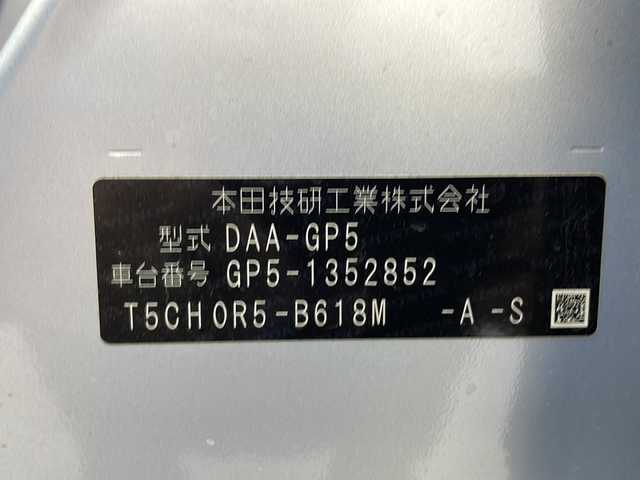 本田技研工業株式会社
型式 DAA-GP5
車台番号 GP5-1352852
T5CH0R5-B618M -A -S